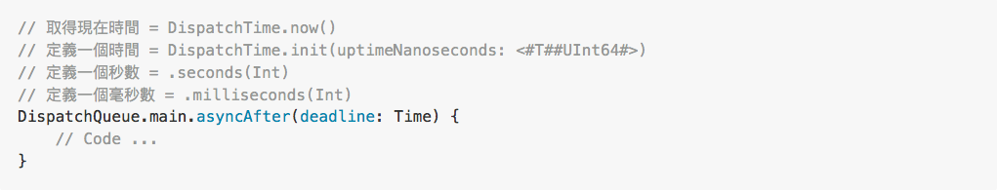 // 取得現在時間 = DispatchTime.now()
// 定義一個時間 = DispatchTime.init(uptimeNanoseconds: <#T##UInt64#>)
// 定義一個秒數 = .seconds(Int)
// 定義一個毫秒數 = .milliseconds(Int)
DispatchQueue.main.asyncAfter(deadline: Time) {
    // Code ...
}